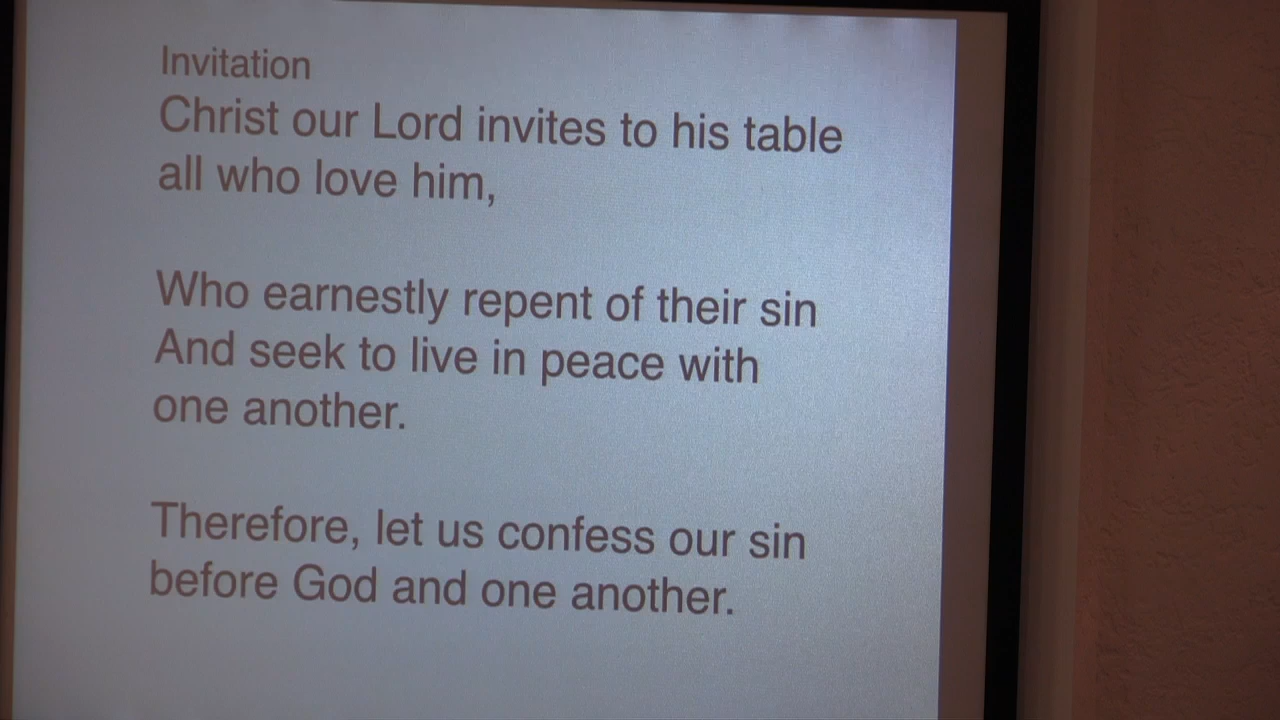 Invitation
Christ our Lord invites to his table
all who love him,
Who earnestly repent of their sin
And seek to live in peace with
one another.
Therefore, let us confess our sin
before God and one another.